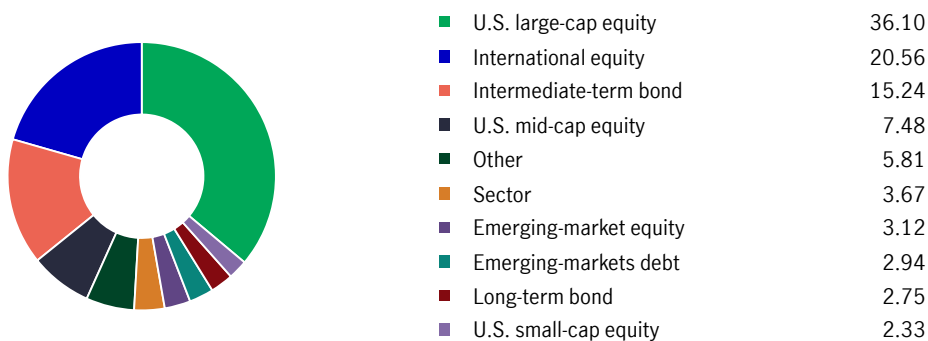 U.S. large-cap equity 36.10
International equity 20.56
Intermediate-term bond 15.24
U.S. mid-cap equity 7.48
Other 5.81
Sector 3.67
Emerging-market equity 3.12
Emerging-markets debt 2.94
Long-term bond 2.75
U.S. small-cap equity 2.33